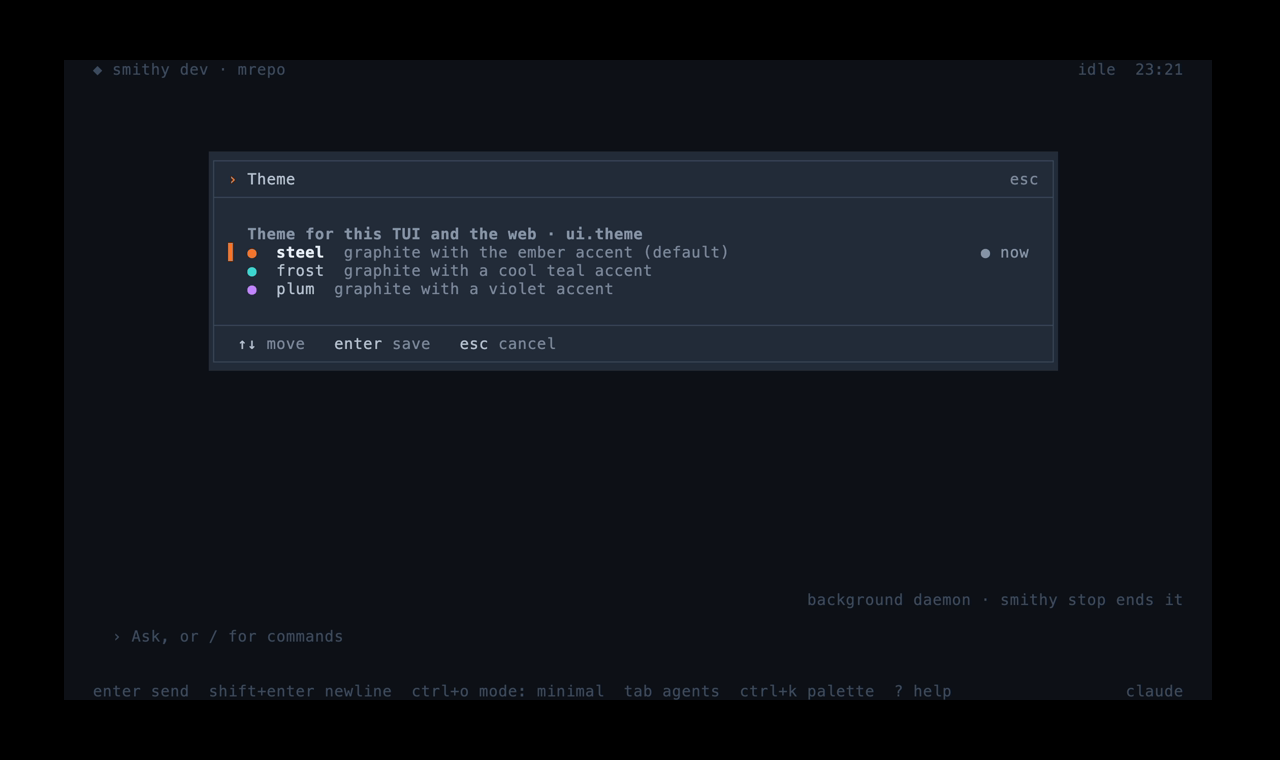 ◆ smithy dev · mrepo idle 23:21
› Theme esc
Theme for this TUI and the web · ui.theme
● steel graphite with the ember accent (default) ● now
● frost graphite with a cool teal accent
● plum graphite with a violet accent
↑↓ move enter save esc cancel
background daemon · smithy stop ends it
› Ask, or / for commands
enter send shift+enter newline ctrl+o mode: minimal tab agents ctrl+k palette ? help claude